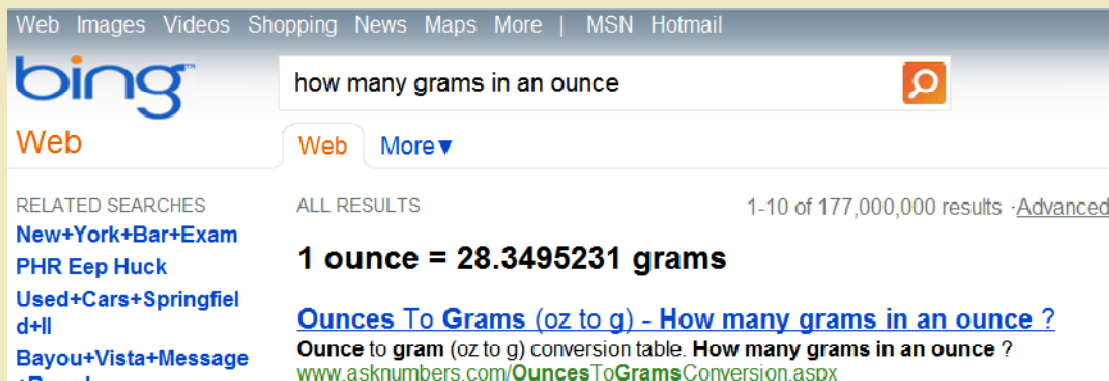 Web Images Videos Shopping News Maps More | MSN Hotmail
bing™
how many grams in an ounce
Web
Web More▼
RELATED SEARCHES
New+York+Bar+Exam
PHR Eep Huck
Used+Cars+Springfiel
d+Il
Bayou+Vista+Message
ALL RESULTS 1-10 of 177,000,000 results ·Advanced
1 ounce = 28.3495231 grams
Ounces To Grams (oz to g) - How many grams in an ounce ?
Ounce to gram (oz to g) conversion table. How many grams in an ounce ?
www.asknumbers.com/OuncesToGramsConversion.aspx